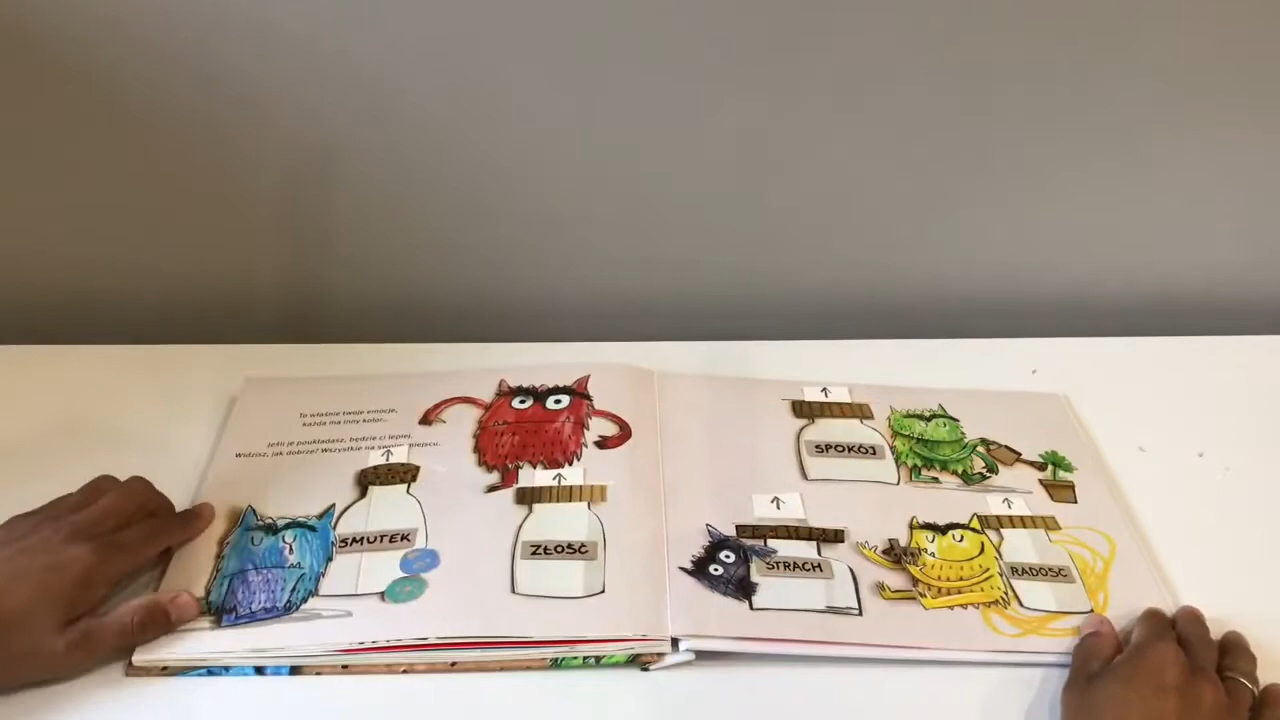 To właśnie twoje emocje,
każda ma inny kolor...
Jeśli je poukładasz, będzie ci lepiej.
Widzisz, jak dobrze? Wszystkie na swoim miejscu.
SMUTEK
ZŁOŚĆ
SPOKÓJ
STRACH
RADOŚĆ